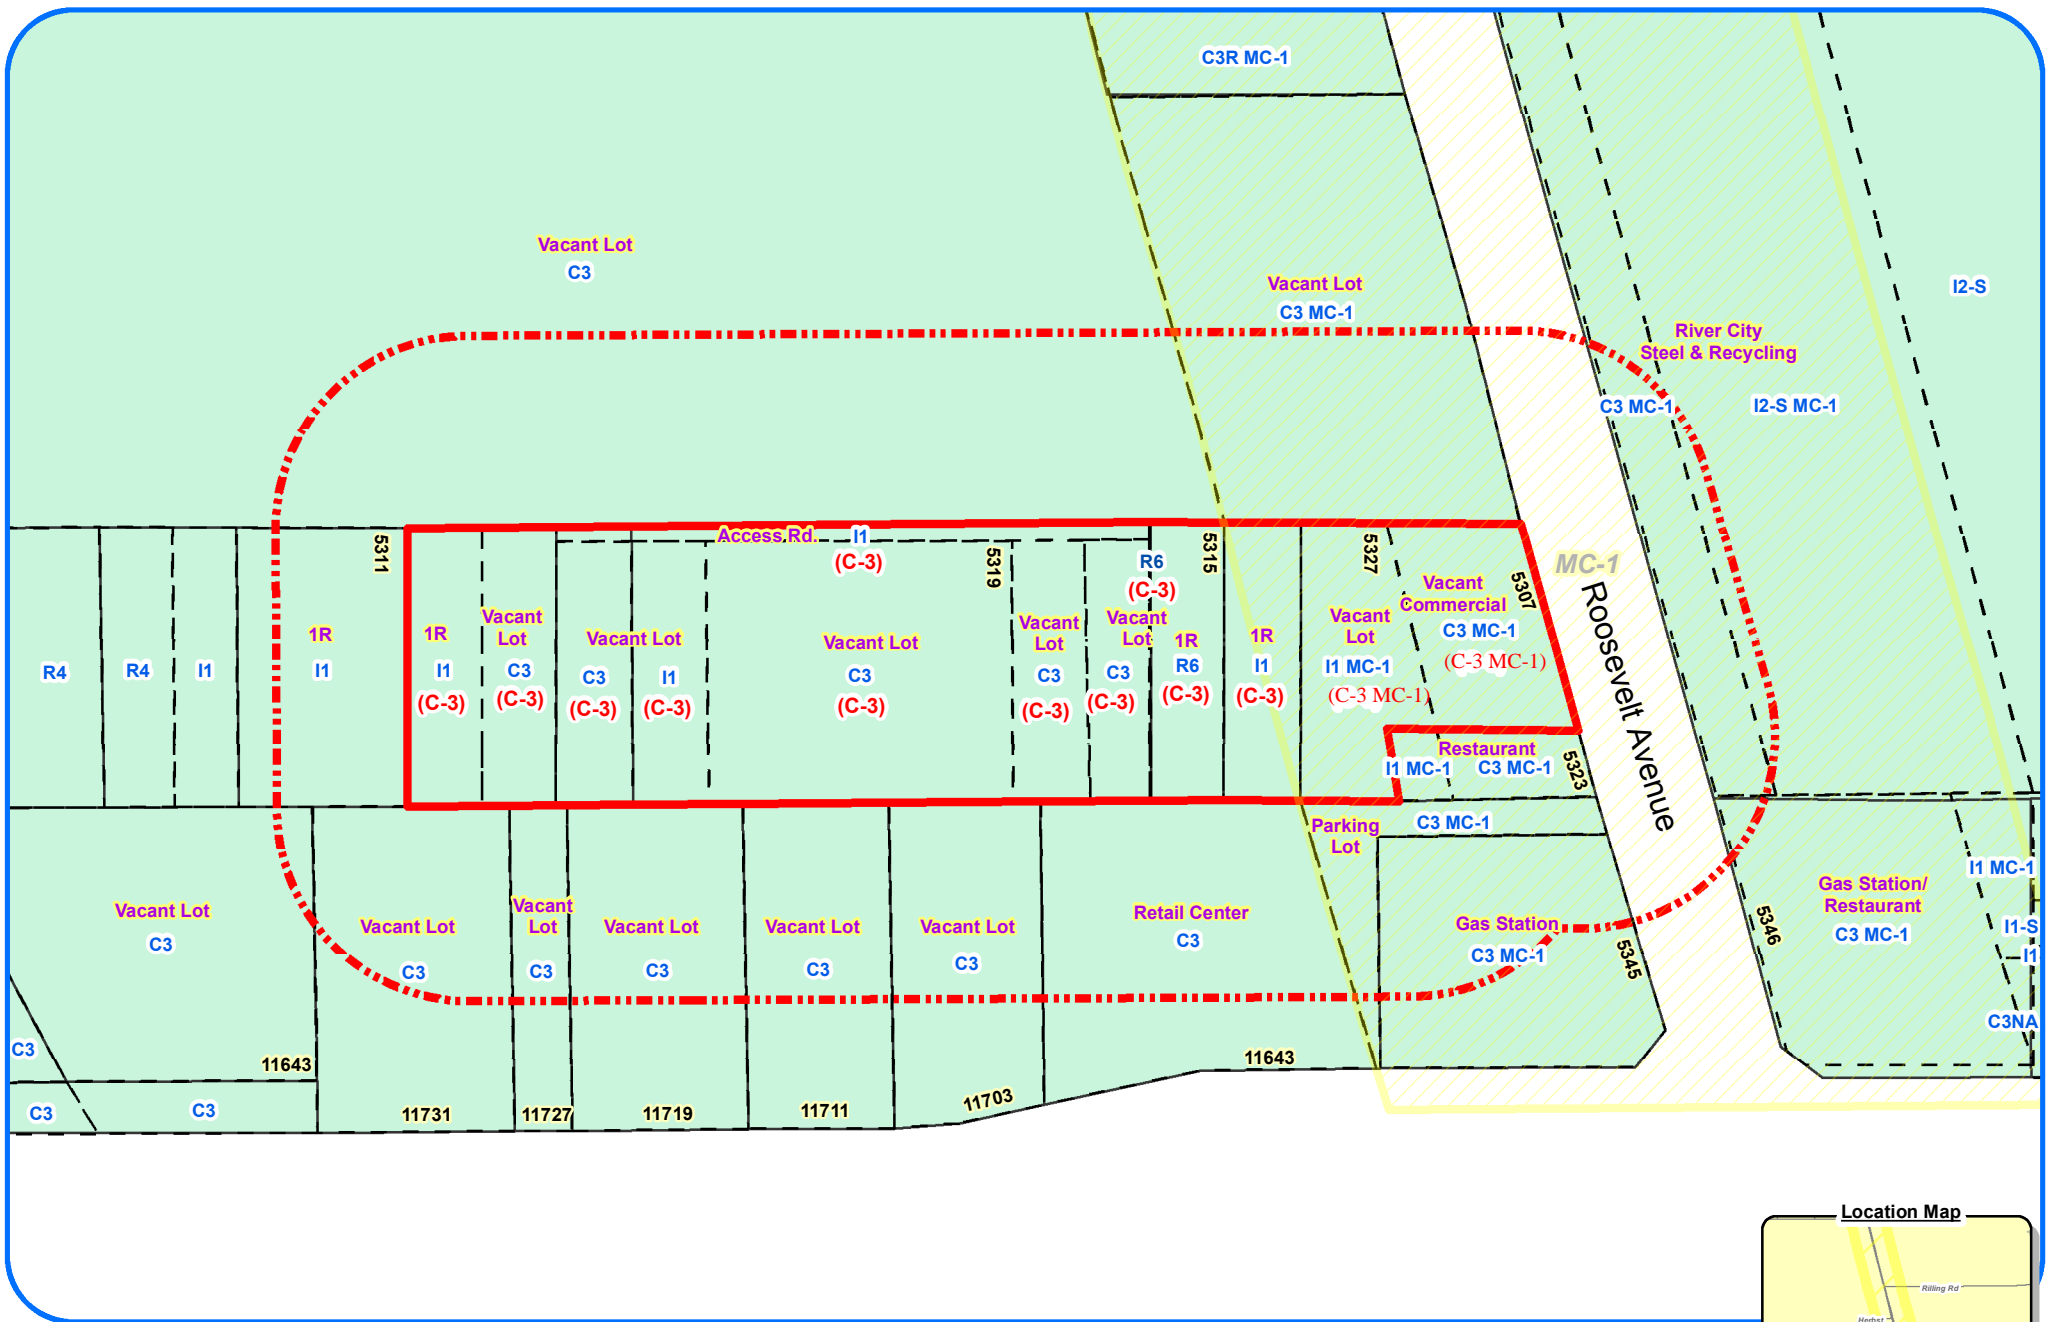 C3R MC-1
Vacant Lot
C3
Vacant Lot
C3 MC-1
I2-S
River City
Steel & Recycling
C3 MC-1
I2-S MC-1
5311
Access Rd.
I1
(C-3)
5319
R6
(C-3)
5315
5327
5307
MC-1
Roosevelt Avenue
R4
R4
I1
1R
I1
1R
I1
(C-3)
Vacant
Lot
C3
(C-3)
Vacant Lot
C3
(C-3)
I1
(C-3)
Vacant Lot
C3
(C-3)
Vacant
Lot
C3
(C-3)
Vacant
Lot
C3
(C-3)
1R
R6
(C-3)
1R
I1
(C-3)
Vacant
Lot
I1 MC-1
(C-3 MC-1)
Vacant
Commercial
C3 MC-1
(C-3 MC-1)
Restaurant
I1 MC-1
C3 MC-1
5323
Parking
Lot
C3 MC-1
Vacant Lot
C3
Vacant Lot
C3
Vacant
Lot
C3
Vacant Lot
C3
Vacant Lot
C3
Vacant Lot
C3
Retail Center
C3
Gas Station
C3 MC-1
5345
5346
Gas Station/
Restaurant
C3 MC-1
I1 MC-1
I1-S
I1
C3NA
C3
11643
C3
C3
11731
11727
11719
11711
11703
11643
Location Map
Rilling Rd
Herbst